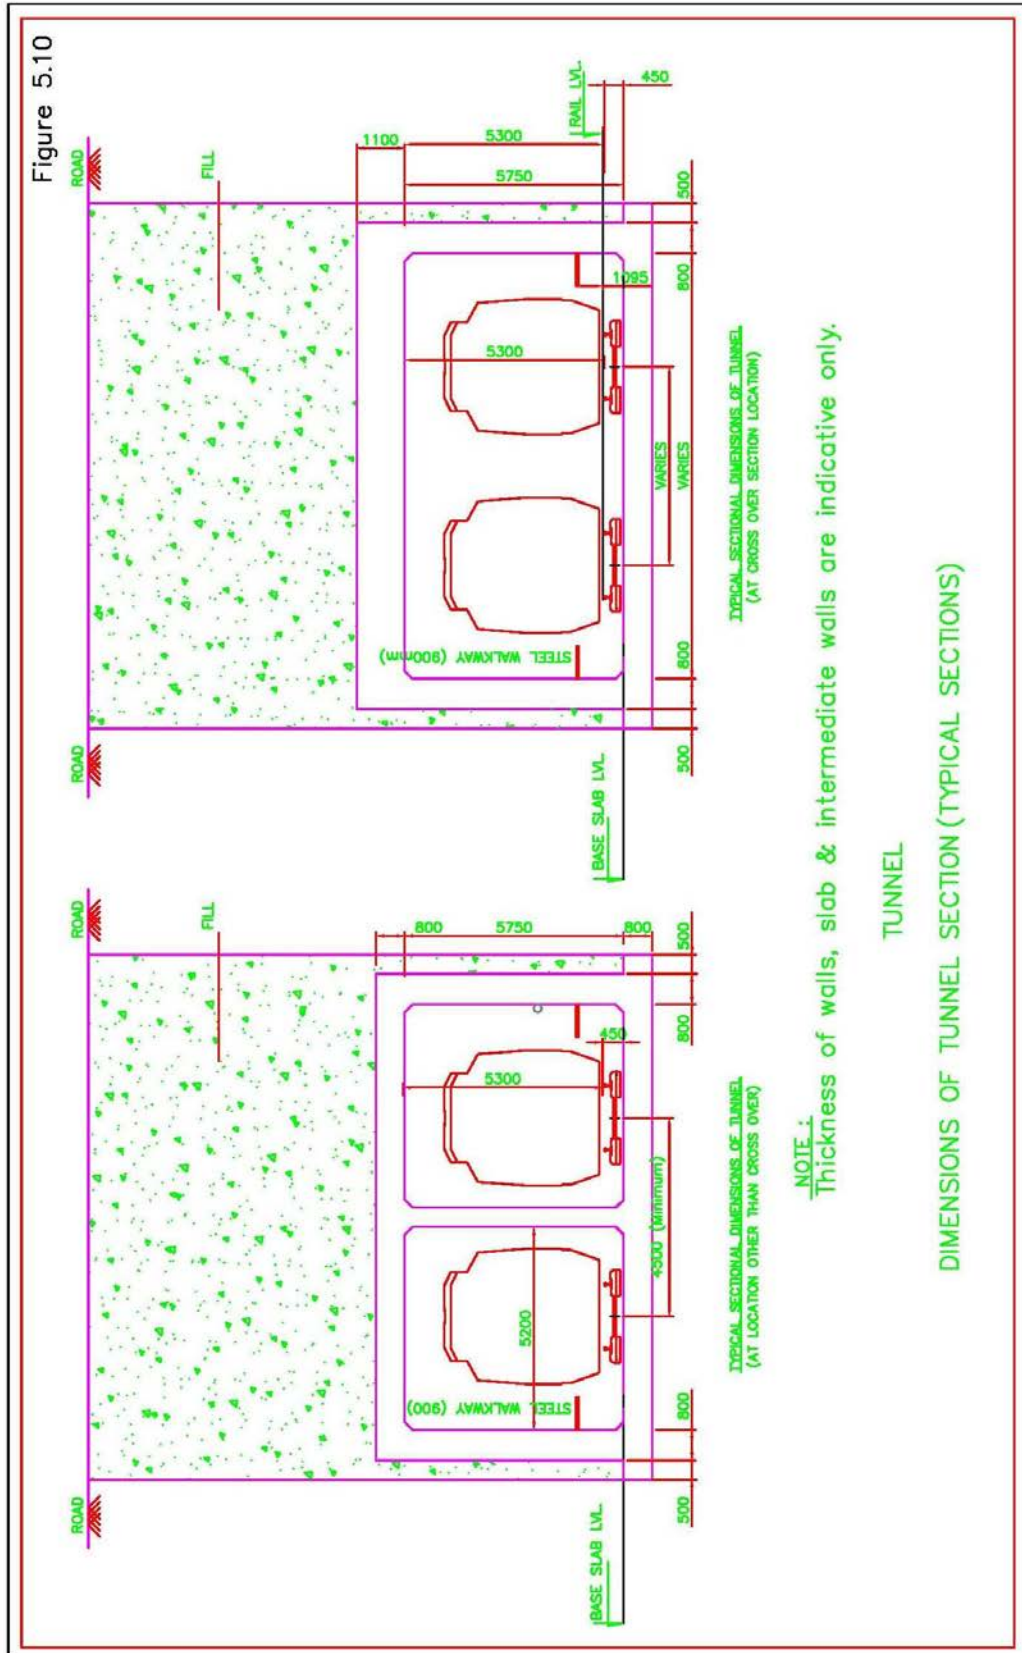 Figure 5.10
ROAD
ROAD
FILL
800
5750
800
STEEL WALKWAY (900)
5200
5300
450
4500 (Minimum)
BASE SLAB LVL.
500
800
800
500
TYPICAL SECTIONAL DIMENSIONS OF TUNNEL
(AT LOCATION OTHER THAN CROSS OVER)
ROAD
ROAD
FILL
1100
5300
5750
RAIL LVL.
450
STEEL WALKWAY (900mm)
5300
1095
VARIES
VARIES
BASE SLAB LVL.
500
800
800
500
TYPICAL SECTIONAL DIMENSIONS OF TUNNEL
(AT CROSS OVER SECTION LOCATION)
NOTE :
Thickness of walls, slab & intermediate walls are indicative only.
TUNNEL
DIMENSIONS OF TUNNEL SECTION(TYPICAL SECTIONS)